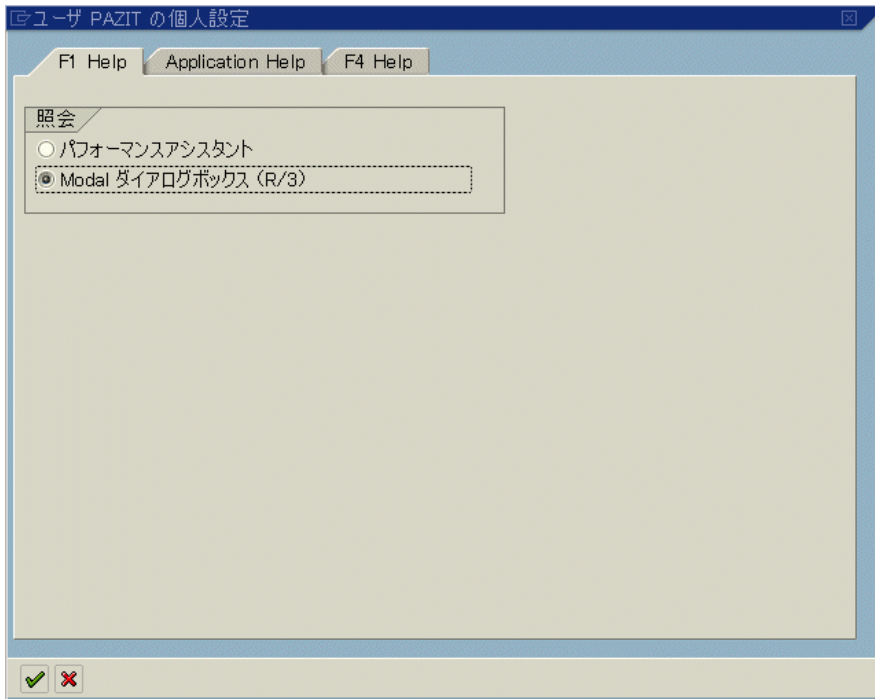 ユーザ PAZIT の個人設定
F1 Help Application Help F4 Help
照会
パフォーマンスアシスタント
Modal ダイアログボックス (R/3)